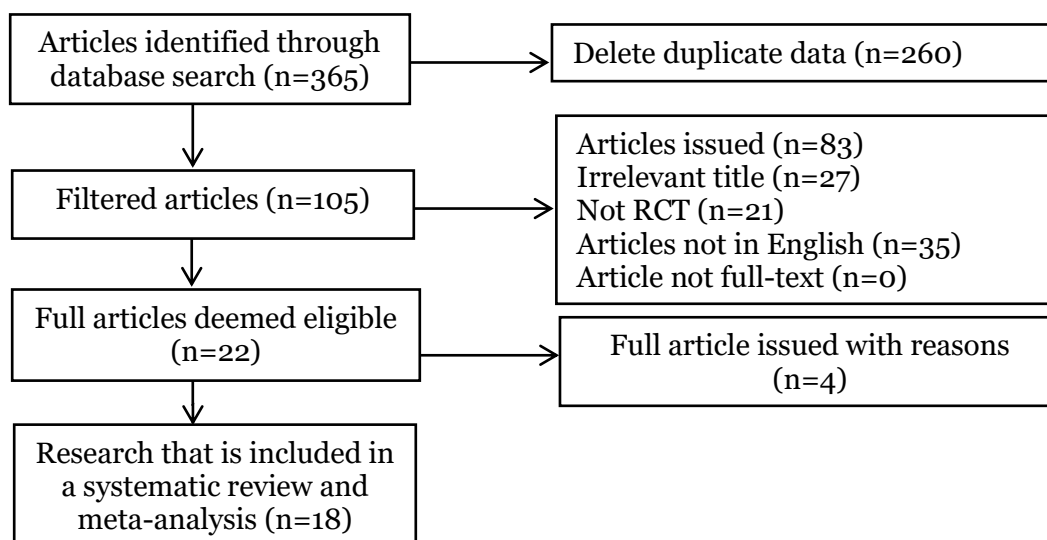 Articles identified through
database search (n=365)
Delete duplicate data (n=260)
Filtered articles (n=105)
Articles issued (n=83)
Irrelevant title (n=27)
Not RCT (n=21)
Articles not in English (n=35)
Article not full-text (n=0)
Full articles deemed eligible
(n=22)
Full article issued with reasons
(n=4)
Research that is included in
a systematic review and
meta-analysis (n=18)